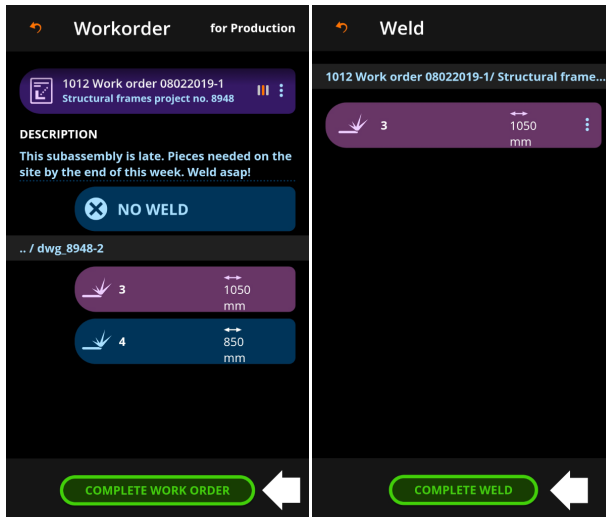 Workorder
for Production
1012 Work order 08022019-1
Structural frames project no. 8948
DESCRIPTION
This subassembly is late. Pieces needed on the
site by the end of this week. Weld asap!
NO WELD
.. / dwg_8948-2
3
1050
mm
4
850
mm
COMPLETE WORK ORDER
Weld
1012 Work order 08022019-1/ Structural frame...
3
1050
mm
COMPLETE WELD